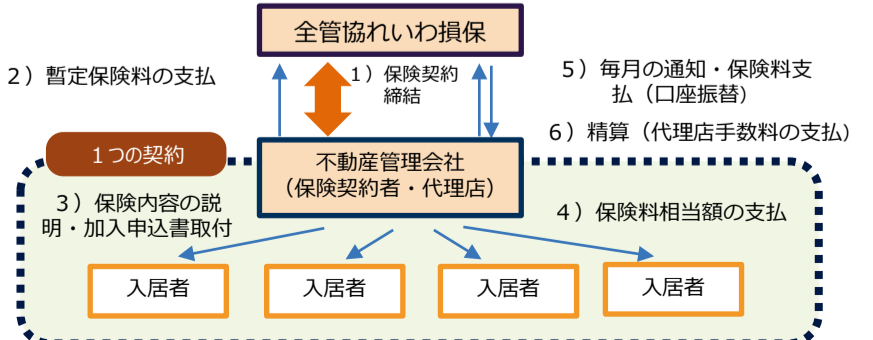 全管協れいわ損保
2）暫定保険料の支払
1）保険契約
締結
5）毎月の通知・保険料支
払（口座振替）
6）精算（代理店手数料の支払）
1つの契約
不動産管理会社
（保険契約者・代理店）
3）保険内容の説
明・加入申込書取付
4）保険料相当額の支払
入居者
入居者
入居者
入居者